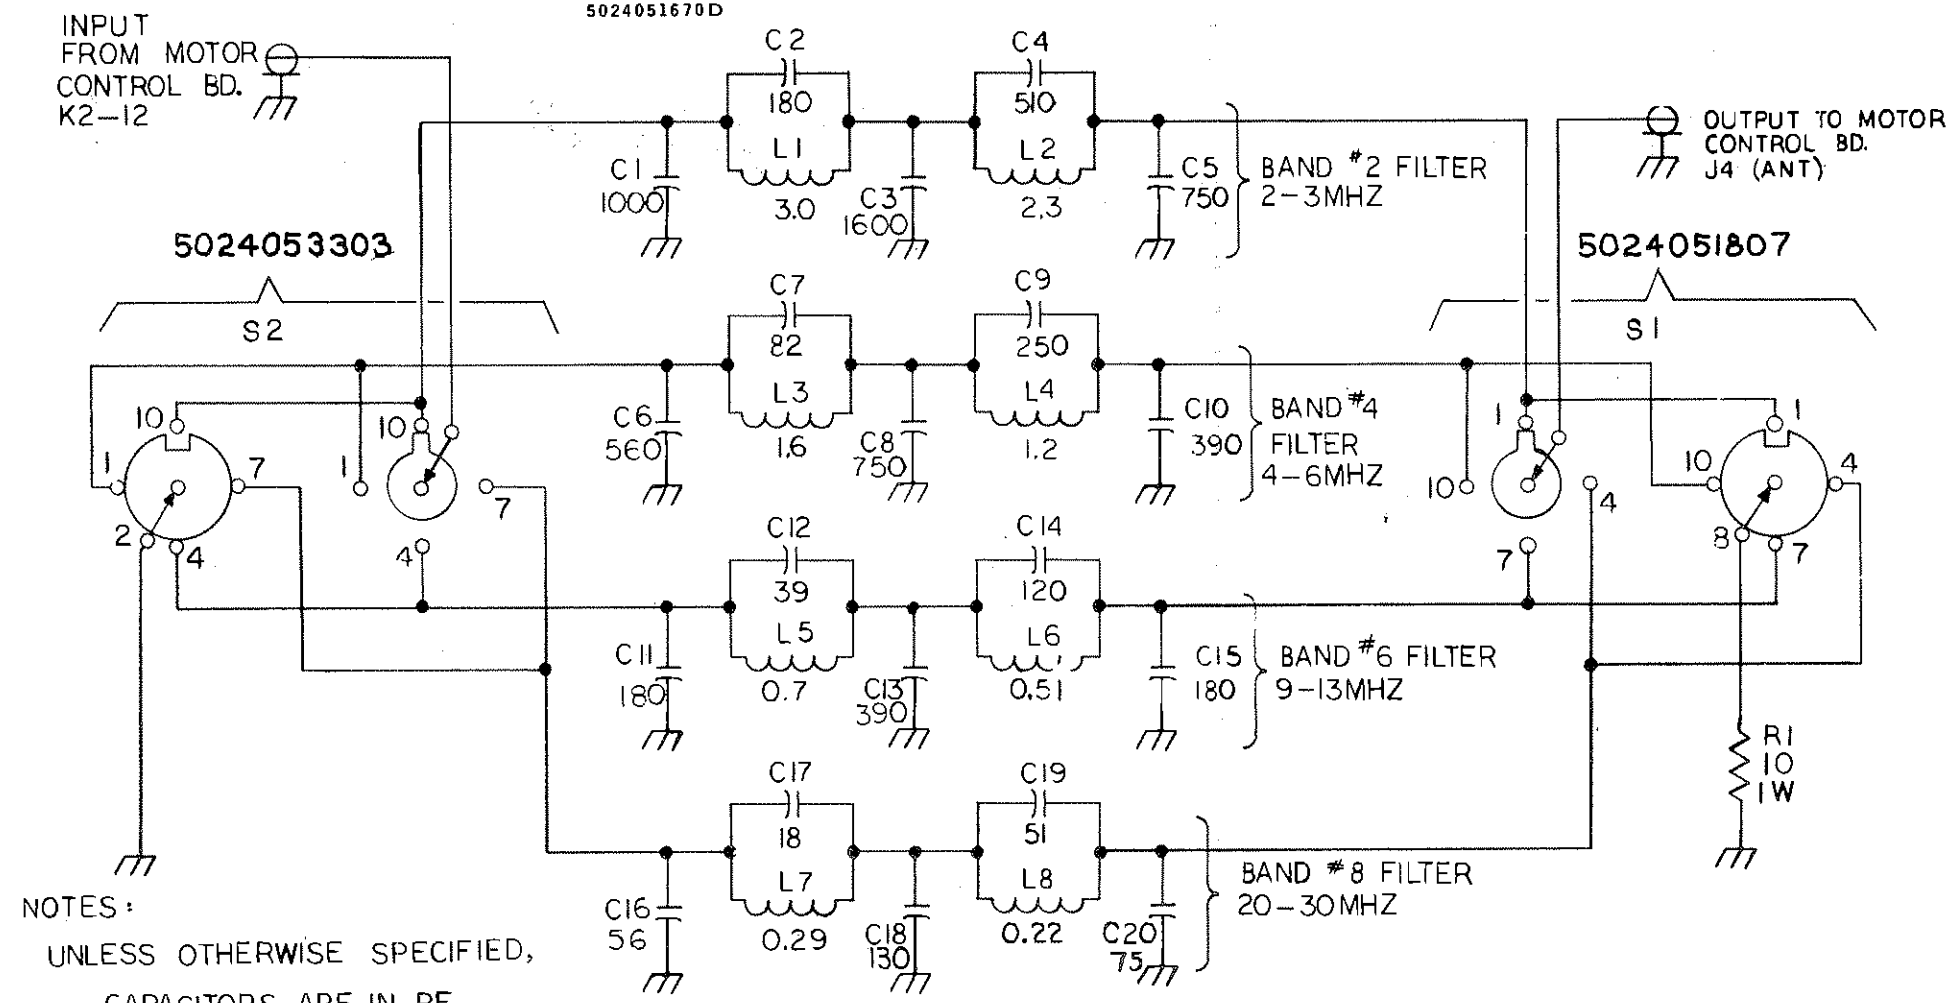 5024051670D
INPUT
FROM MOTOR
CONTROL BD.
K2-12
C2
180
L1
3.0
C4
510
L2
2.3
C1
1000
C3
1600
C5
750
BAND #2 FILTER
2-3MHZ
OUTPUT TO MOTOR
CONTROL BD.
J4 (ANT)
5024053303
S2
5024051807
S1
C7
82
L3
1.6
C9
250
L4
1.2
C6
560
C8
750
C10
390
BAND #4
FILTER
4-6MHZ
10
1
7
2
4
10
1
7
4
1
10
4
7
1
10
4
8
7
C12
39
L5
0.7
C14
120
L6
0.51
C11
180
C13
390
C15
180
BAND #6 FILTER
9-13MHZ
R1
10
1W
C17
18
L7
0.29
C19
51
L8
0.22
C16
56
C18
130
C20
75
BAND #8 FILTER
20-30MHZ
NOTES:
UNLESS OTHERWISE SPECIFIED,
CAPACITORS ARE IN PF